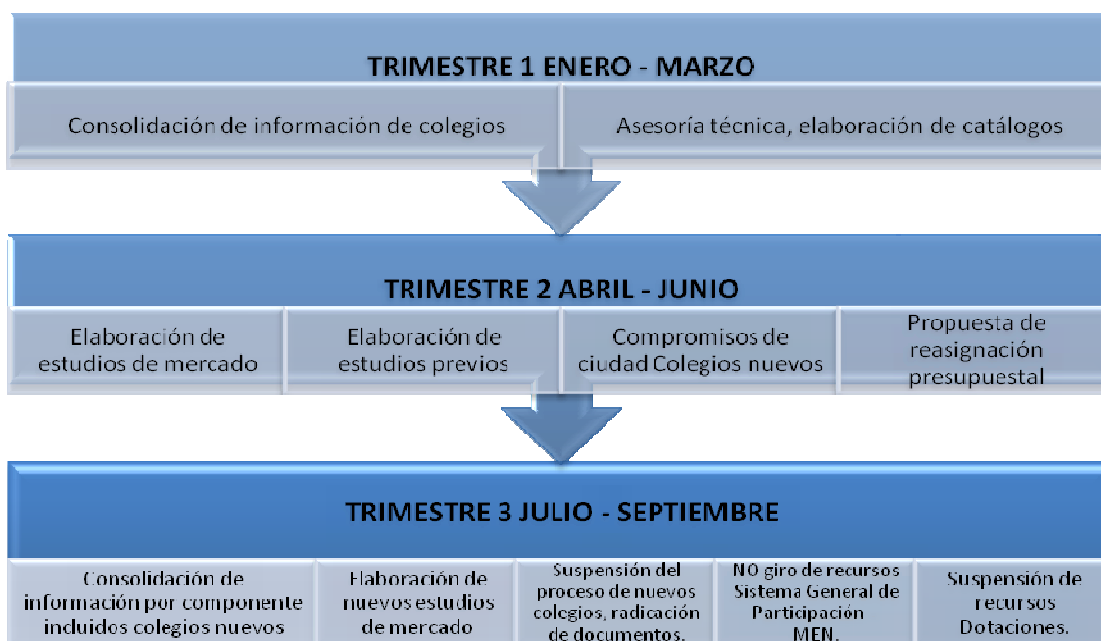 TRIMESTRE 1 ENERO - MARZO
Consolidación de información de colegios
Asesoría técnica, elaboración de catálogos
TRIMESTRE 2 ABRIL - JUNIO
Elaboración de
estudios de mercado
Elaboración de
estudios previos
Compromisos de
ciudad Colegios nuevos
Propuesta de
reasignación
presupuestal
TRIMESTRE 3 JULIO - SEPTIEMBRE
Consolidación de
información por componente
incluidos colegios nuevos
Elaboración de
nuevos estudios
de mercado
Suspensión del
proceso de nuevos
colegios, radicación
de documentos.
NO giro de recursos
Sistema General de
Participación
MEN.
Suspensión de
recursos
Dotaciones.